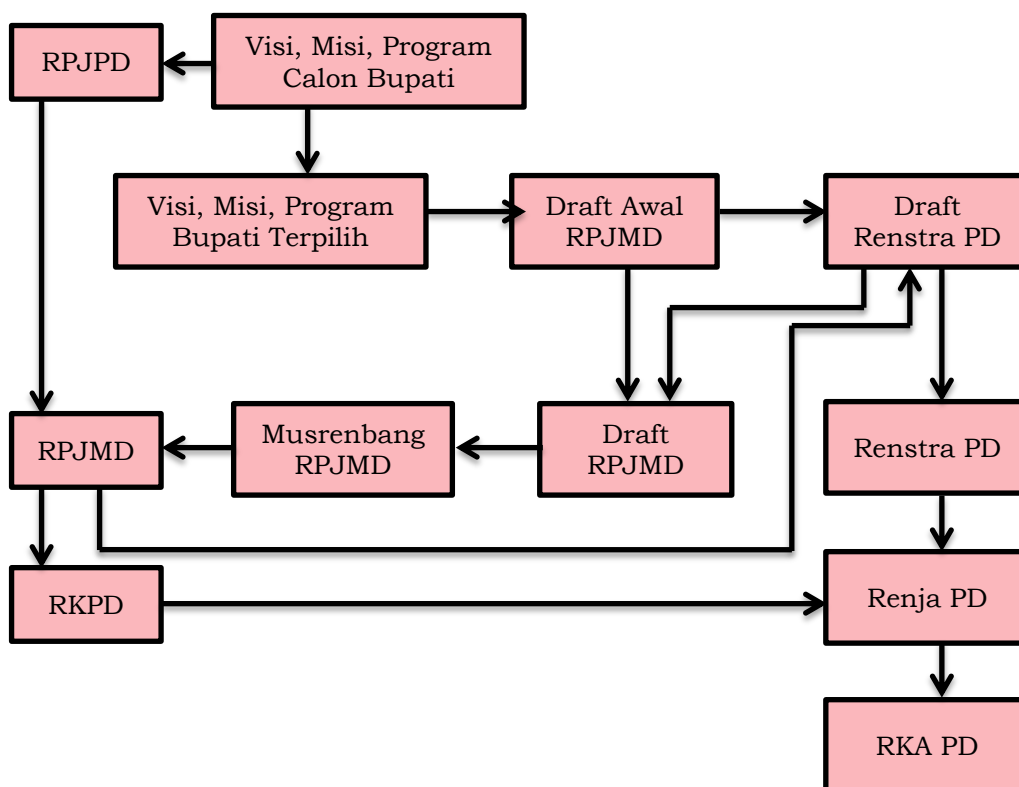 RPJPD
Visi, Misi, Program
Calon Bupati
Visi, Misi, Program
Bupati Terpilih
Draft Awal
RPJMD
Draft
Renstra PD
RPJMD
Musrenbang
RPJMD
Draft
RPJMD
Renstra PD
RKPD
Renja PD
RKA PD